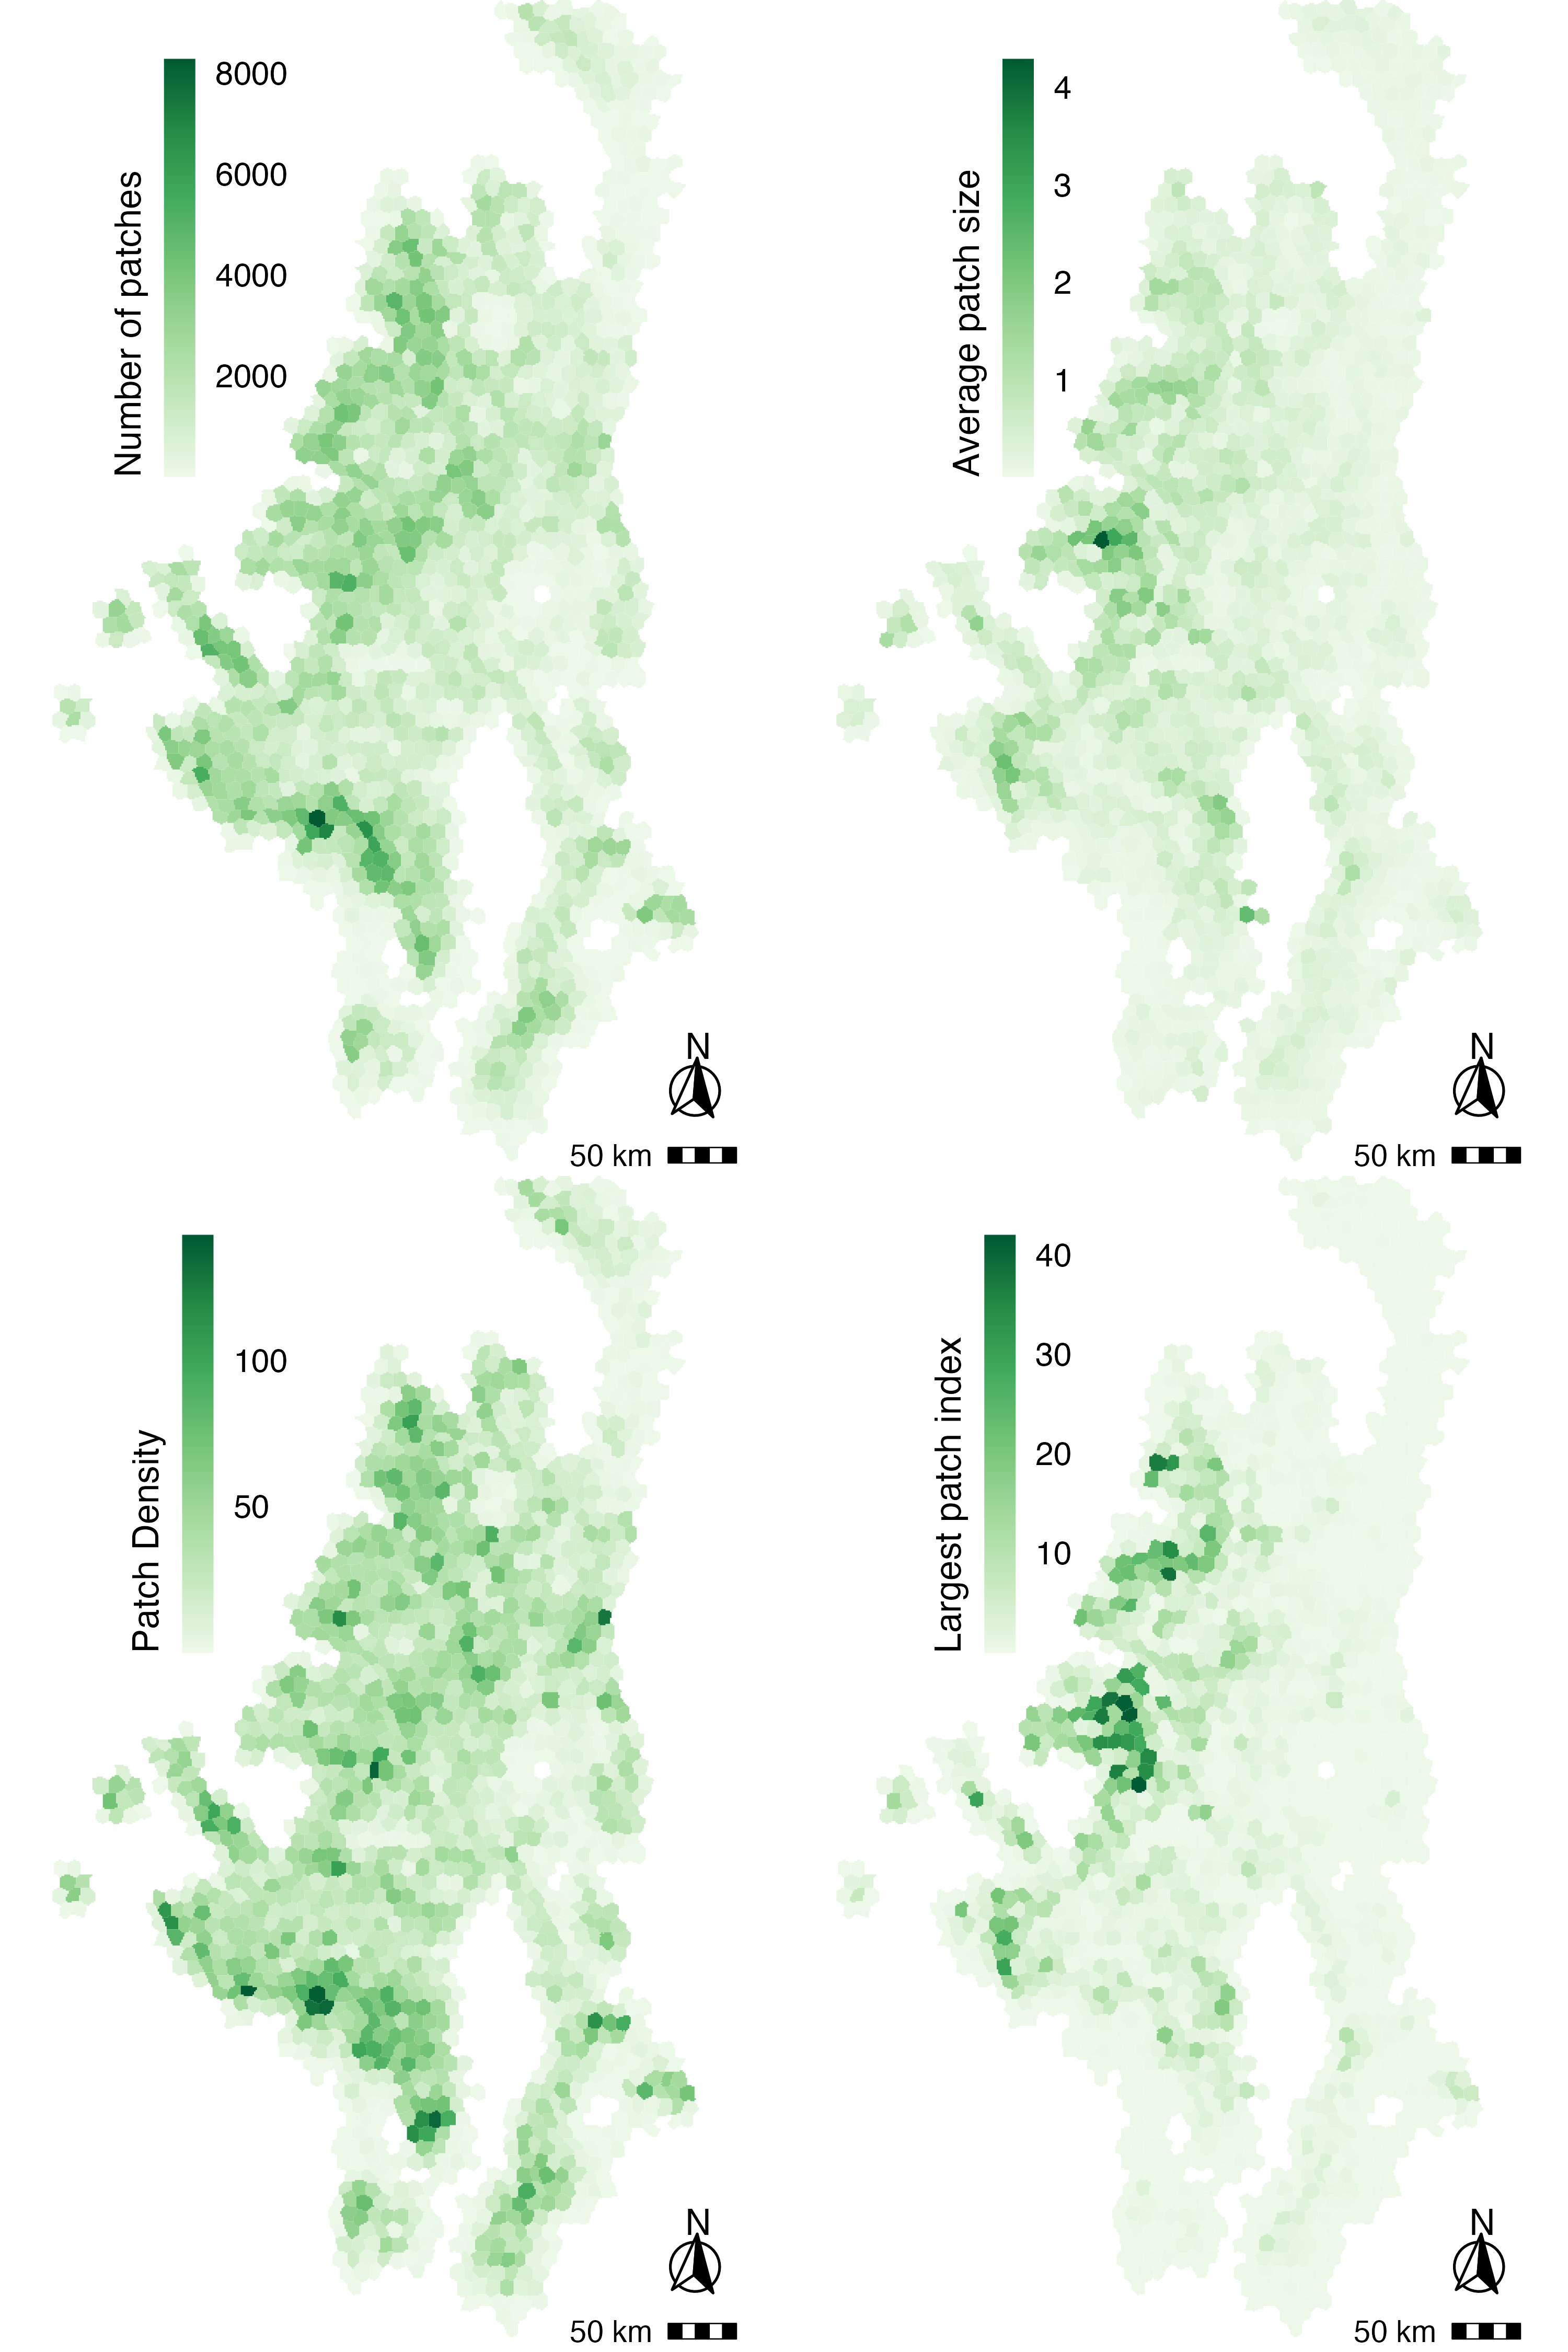 Number of patches
8000
6000
4000
2000
N
50 km
Average patch size
4
3
2
1
N
50 km
Patch Density
100
50
N
50 km
Largest patch index
40
30
20
10
N
50 km